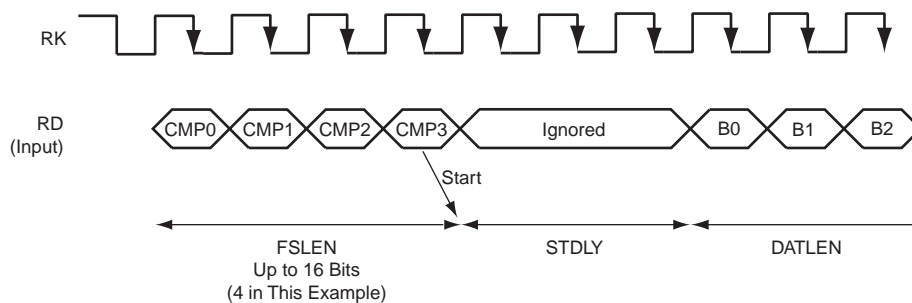 RK
RD
(Input)
CMP0 CMP1 CMP2 CMP3 Ignored B0 B1 B2
Start
FSLEN STDLY DATLEN
Up to 16 Bits
(4 in This Example)